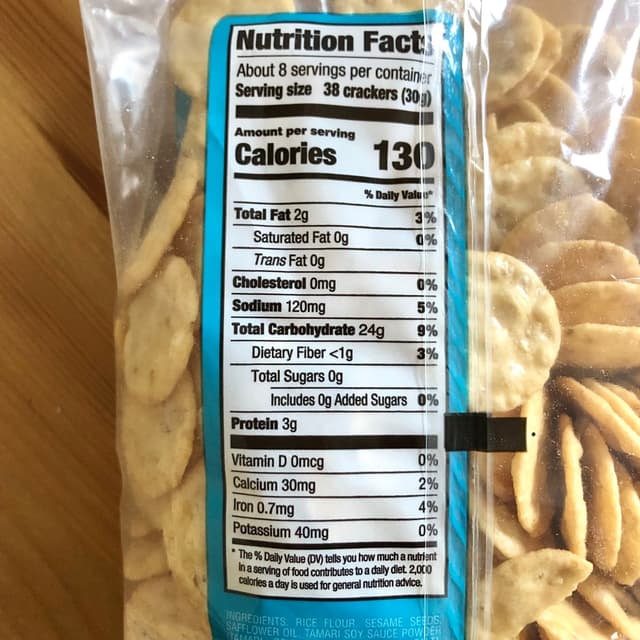 Nutrition Facts
About 8 servings per container
Serving size 38 crackers (30g)
Amount per serving
Calories 130
% Daily Value*
Total Fat 2g 3%
Saturated Fat 0g 0%
Trans Fat 0g
Cholesterol 0mg 0%
Sodium 120mg 5%
Total Carbohydrate 24g 9%
Dietary Fiber <1g 3%
Total Sugars 0g
Includes 0g Added Sugars 0%
Protein 3g
Vitamin D 0mcg 0%
Calcium 30mg 2%
Iron 0.7mg 4%
Potassium 40mg 0%
* The % Daily Value (DV) tells you how much a nutrient
in a serving of food contributes to a daily diet. 2,000
calories a day is used for general nutrition advice.
INGREDIENTS: RICE FLOUR, SESAME SEEDS,
SAFFLOWER OIL, TAMARI SOY SAUCE POWDER